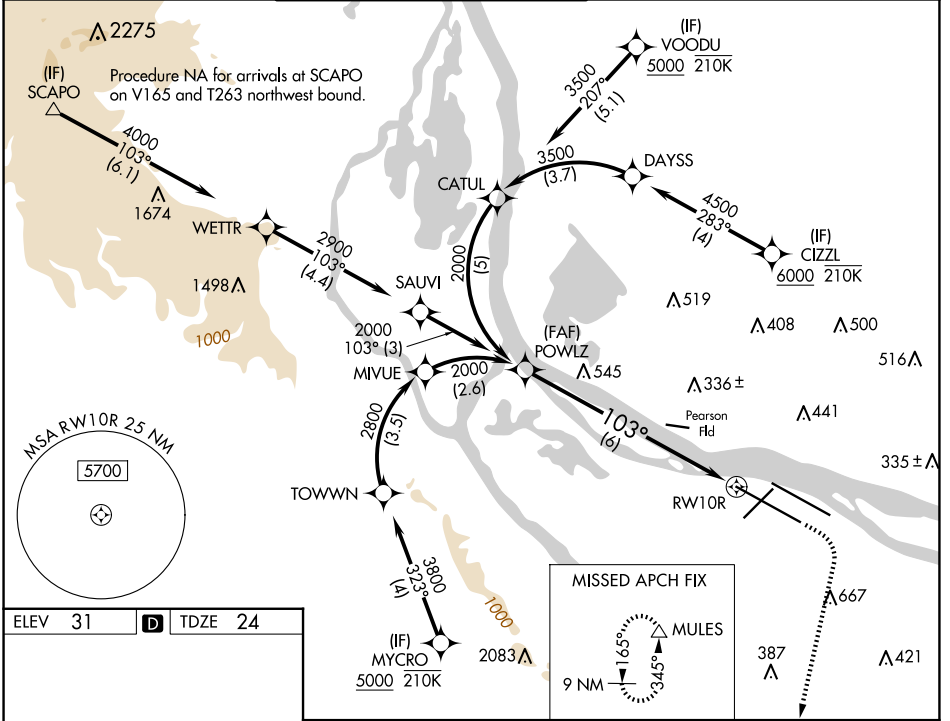 2275
(IF)
SCAPO
Procedure NA for arrivals at SCAPO
on V165 and T263 northwest bound.
(IF)
VOODU
5000 210K
3500
207°
(5.1)
4000
103°
(6.1)
1674
3500
(3.7)
DAYSS
CATUL
4500
283°
(4)
(IF)
CIZZL
6000 210K
WETTR
2900
103°
(4.4)
2000
(5)
1498
1000
SAUVI
2000
103° (3)
519
408
500
516
(FAF)
POWLZ
545
MIVUE
2000
(2.6)
336 ±
441
Pearson
Fld
103°
(6)
335 ±
2800
(3.5)
MSA RW10R 25 NM
5700
TOWWN
RW10R
3800
323°
(4)
1000
MISSED APCH FIX
MULES
165°
345°
9 NM
667
ELEV 31
D
TDZE 24
(IF)
MYCRO
5000 210K
2083
387
421